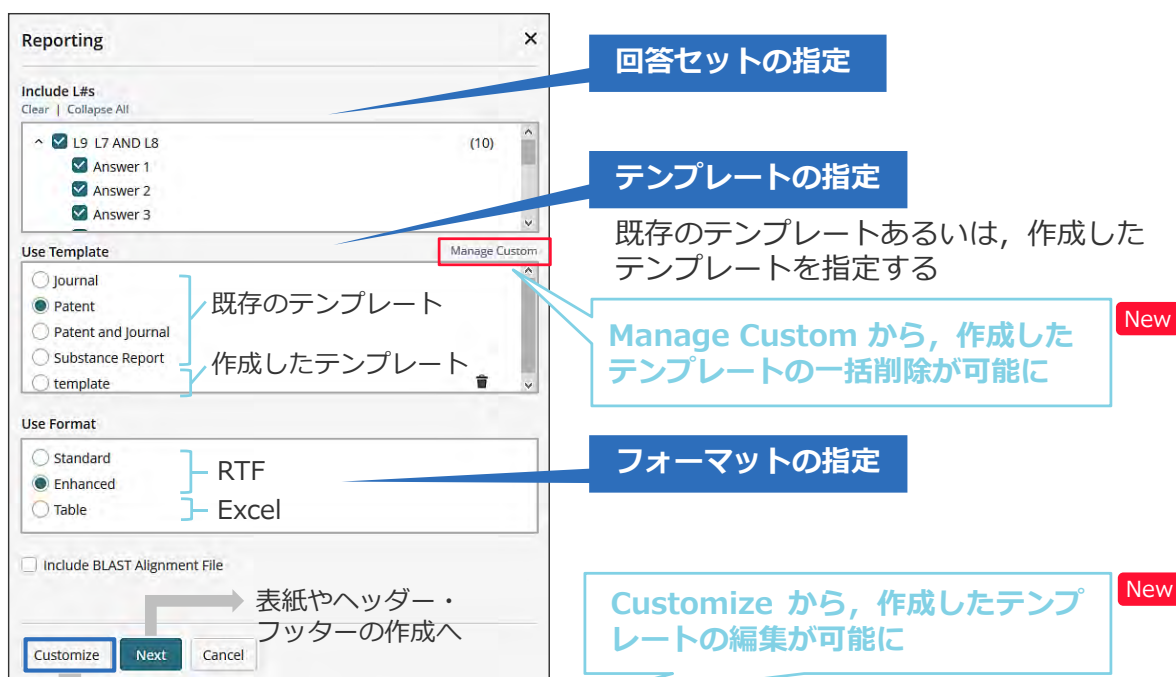 Reporting
×
回答セットの指定
Include L#s
Clear | Collapse All
L9 L7 AND L8 (10)
Answer 1
Answer 2
Answer 3
テンプレートの指定
既存のテンプレートあるいは，作成した
テンプレートを指定する
Use Template
Manage Custom
Journal
Patent
Patent and Journal
Substance Report
template
既存のテンプレート
作成したテンプレート
New
Manage Custom から，作成した
テンプレートの一括削除が可能に
Use Format
Standard
Enhanced
Table
RTF
Excel
フォーマットの指定
Include BLAST Alignment File
表紙やヘッダー・
フッターの作成へ
Customize
Next
Cancel
New
Customize から，作成したテンプ
レートの編集が可能に